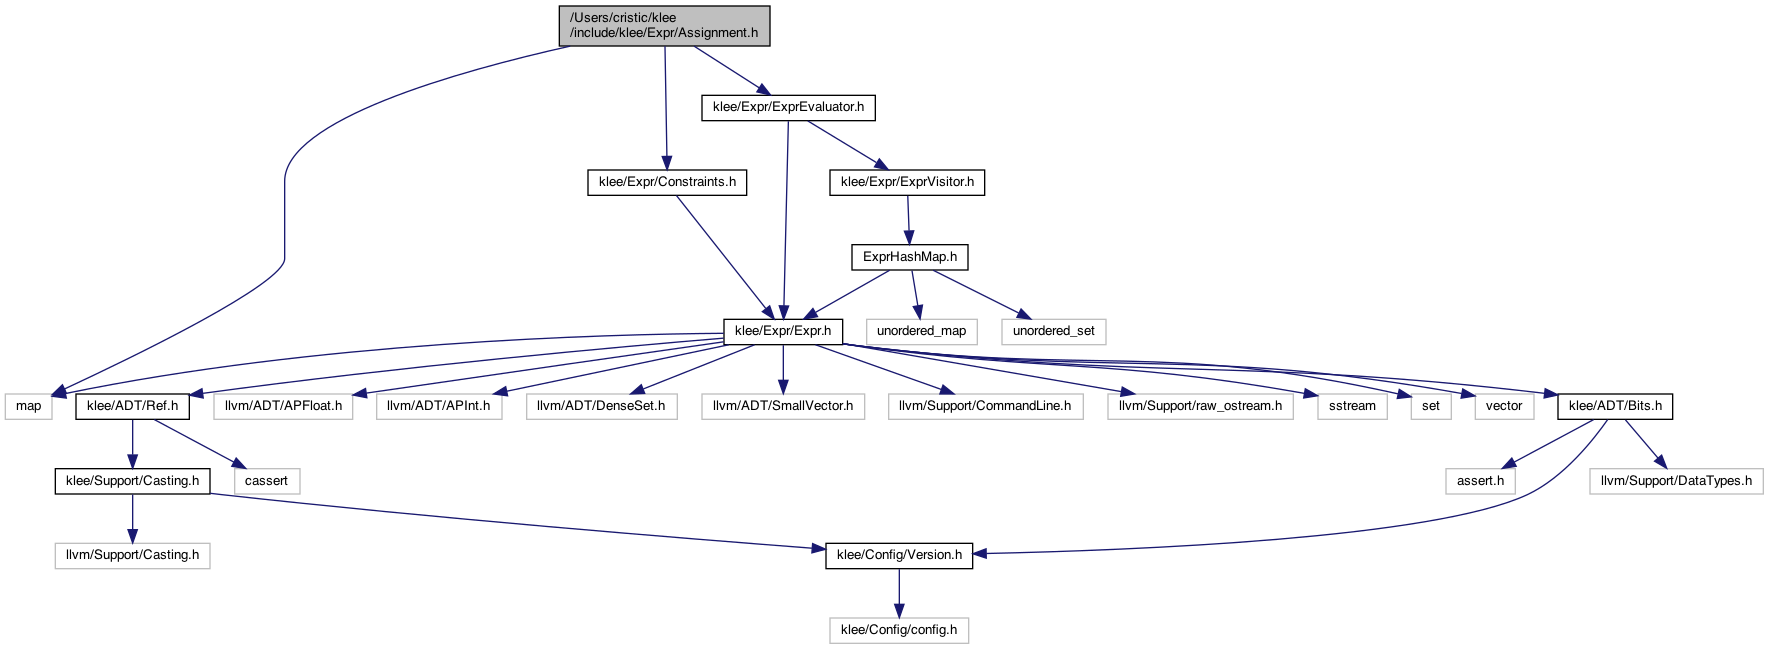 /Users/cristic/klee
/include/klee/Expr/Assignment.h
klee/Expr/ExprEvaluator.h
klee/Expr/Constraints.h
klee/Expr/ExprVisitor.h
ExprHashMap.h
klee/Expr/Expr.h
unordered_map
unordered_set
map
klee/ADT/Ref.h
llvm/ADT/APFloat.h
llvm/ADT/APInt.h
llvm/ADT/DenseSet.h
llvm/ADT/SmallVector.h
llvm/Support/CommandLine.h
llvm/Support/raw_ostream.h
sstream
set
vector
klee/ADT/Bits.h
klee/Support/Casting.h
cassert
assert.h
llvm/Support/DataTypes.h
llvm/Support/Casting.h
klee/Config/Version.h
klee/Config/config.h